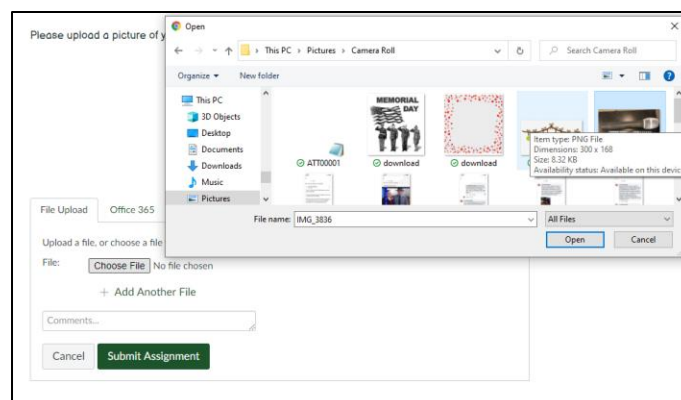 Please upload a picture of y
Open
This PC > Pictures > Camera Roll
Search Camera Roll
Organize
New folder
This PC
3D Objects
Desktop
Documents
Downloads
Music
Pictures
MEMORIAL
DAY
ATT00001
download
download
Item type: PNG File
Dimensions: 300 x 168
Size: 8.32 KB
Availability status: Available on this devic
File name: IMG_3836
All Files
Open
Cancel
File Upload
Office 365
Upload a file, or choose a file
File:
Choose File No file chosen
+ Add Another File
Comments...
Cancel
Submit Assignment